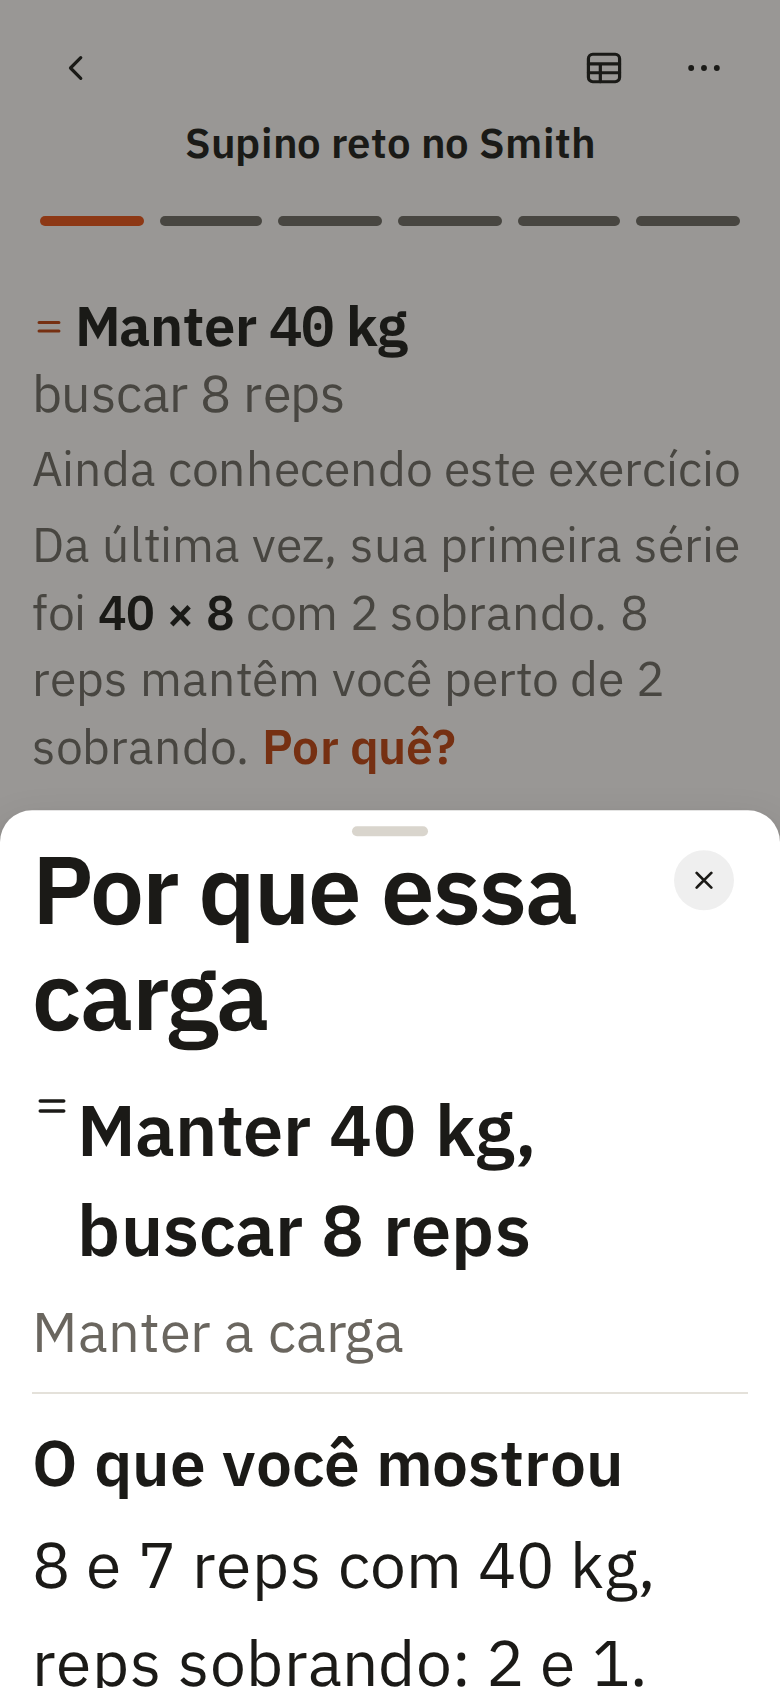 Supino reto no Smith
= Manter 40 kg
buscar 8 reps
Ainda conhecendo este exercício
Da última vez, sua primeira série
foi 40 × 8 com 2 sobrando. 8
reps mantêm você perto de 2
sobrando. Por quê?
Por que essa
carga
= Manter 40 kg,
buscar 8 reps
Manter a carga
O que você mostrou
8 e 7 reps com 40 kg,
reps sobrando: 2 e 1.